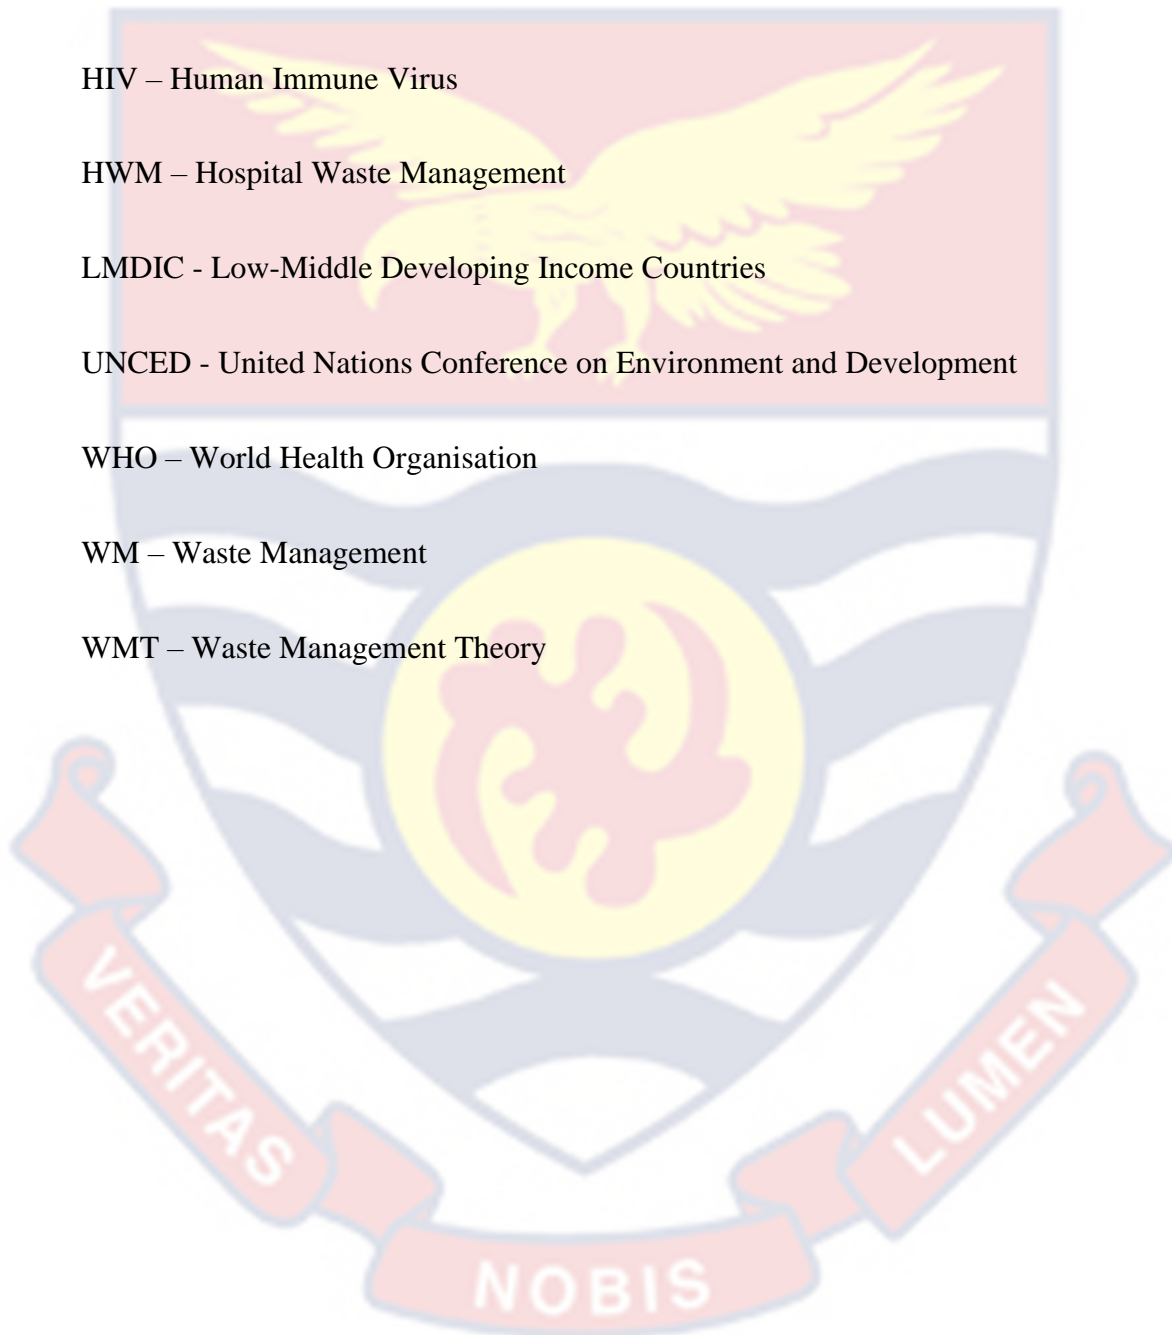 HIV – Human Immune Virus
HWM – Hospital Waste Management
LMDIC - Low-Middle Developing Income Countries
UNCED - United Nations Conference on Environment and Development
WHO – World Health Organisation
WM – Waste Management
WMT – Waste Management Theory
VERITAS
NOBIS
LUMEN